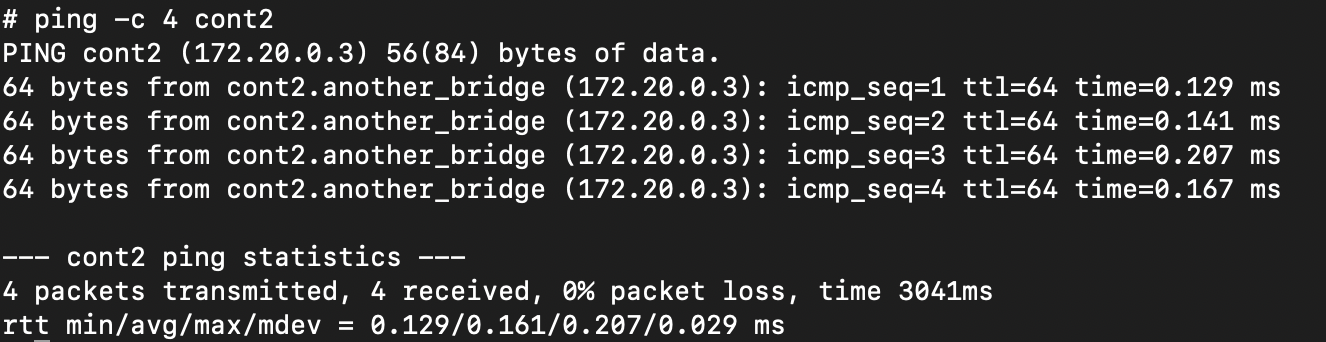 # ping -c 4 cont2
PING cont2 (172.20.0.3) 56(84) bytes of data.
64 bytes from cont2.another_bridge (172.20.0.3): icmp_seq=1 ttl=64 time=0.129 ms
64 bytes from cont2.another_bridge (172.20.0.3): icmp_seq=2 ttl=64 time=0.141 ms
64 bytes from cont2.another_bridge (172.20.0.3): icmp_seq=3 ttl=64 time=0.207 ms
64 bytes from cont2.another_bridge (172.20.0.3): icmp_seq=4 ttl=64 time=0.167 ms
--- cont2 ping statistics ---
4 packets transmitted, 4 received, 0% packet loss, time 3041ms
rtt min/avg/max/mdev = 0.129/0.161/0.207/0.029 ms